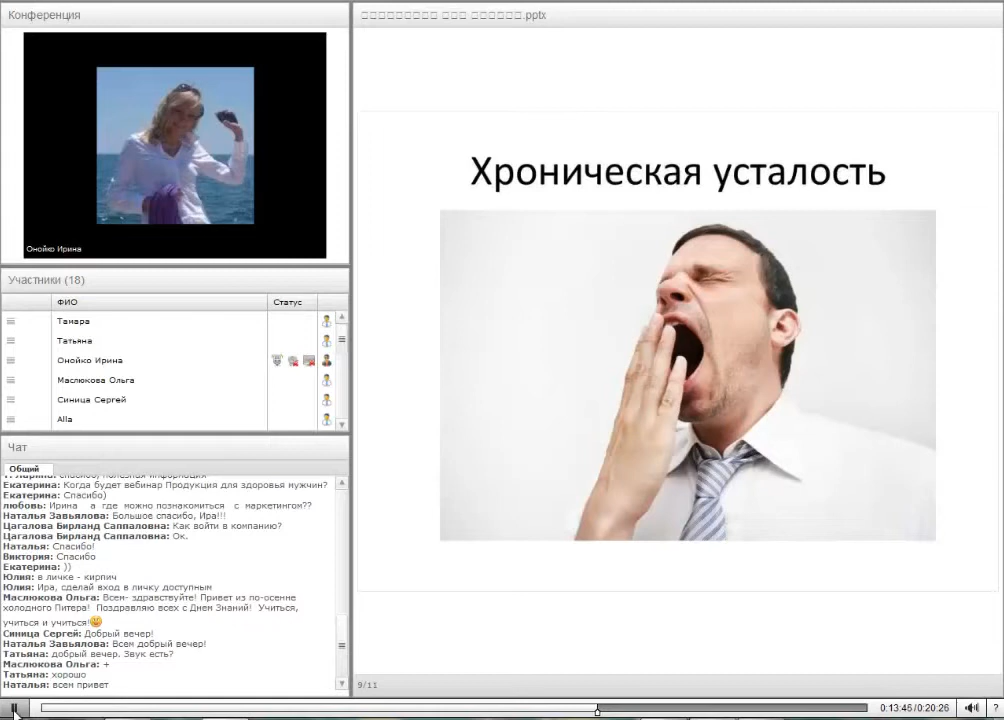 Конференция
Онойко Ирина
Участники (18)
ФИО Статус
Тамара
Татьяна
Онойко Ирина
Маслюкова Ольга
Синица Сергей
Alla
Чат
Общий
Екатерина: Когда будет вебинар Продукция для здоровья мужчин?
Екатерина: Спасибо)
любовь: Ирина а где можно познакомиться с маркетингом??
Наталья Завьялова: Большое спасибо, Ира!!!
Цагалова Бирланд Саппаловна: Как войти в компанию?
Цагалова Бирланд Саппаловна: Ок.
Наталья: Спасибо!
Виктория: Спасибо
Екатерина: ))
Юлия: в личке - кирпич
Юлия: Ира, сделай вход в личку доступным
Маслюкова Ольга: Всем- здравствуйте! Привет из по-осенне
холодного Питера! Поздравляю всех с Днем Знаний! Учиться,
учиться и учиться!
Синица Сергей: Добрый вечер!
Наталья Завьялова: Всем добрый вечер!
Татьяна: добрый вечер. Звук есть?
Маслюкова Ольга: +
Татьяна: хорошо
Наталья: всем привет
.pptx
Хроническая усталость
9/11
0:13:46/0:20:26
?